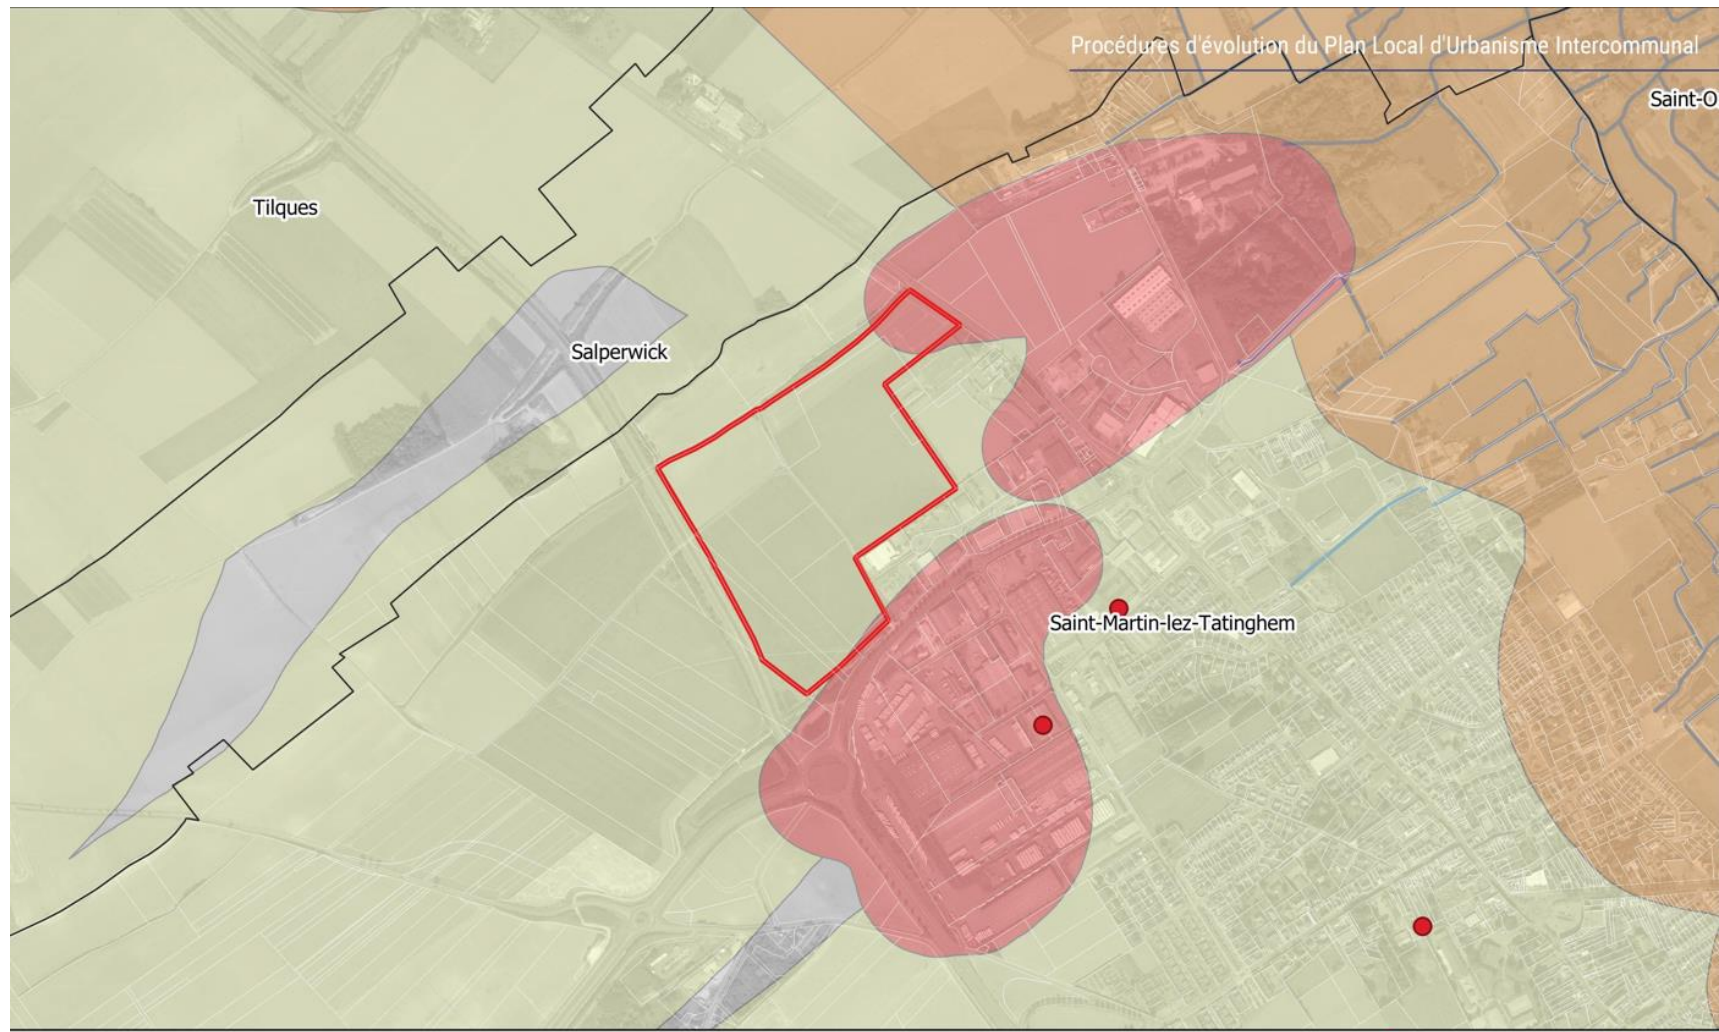 Procédures d'évolution du Plan Local d'Urbanisme Intercommunal
Saint-O
Tilques
Salperwick
Saint-Martin-lez-Tatinghem